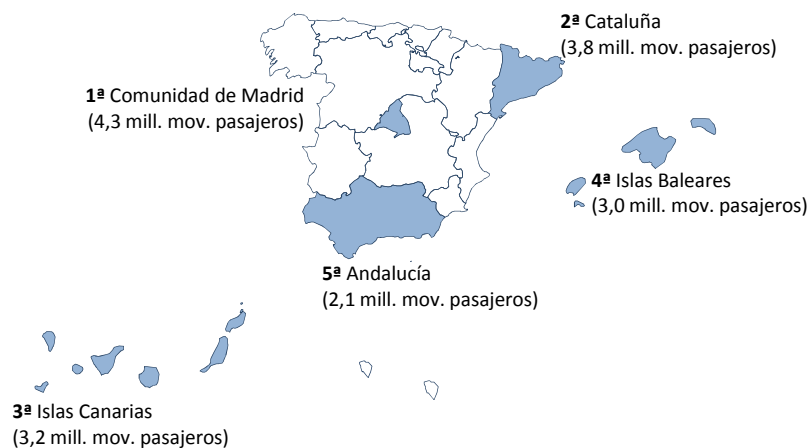 2ª Cataluña
(3,8 mill. mov. pasajeros)
1ª Comunidad de Madrid
(4,3 mill. mov. pasajeros)
4ª Islas Baleares
(3,0 mill. mov. pasajeros)
5ª Andalucía
(2,1 mill. mov. pasajeros)
3ª Islas Canarias
(3,2 mill. mov. pasajeros)